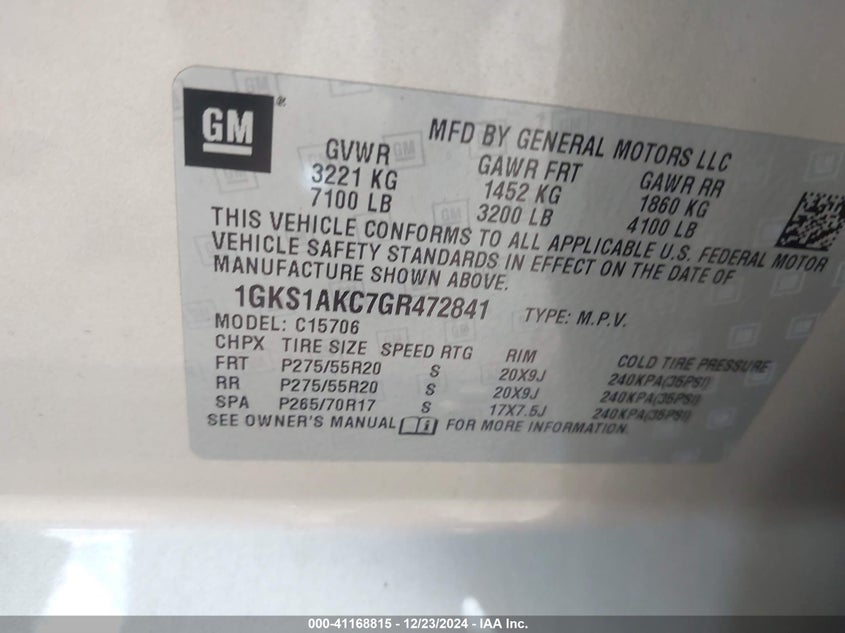 GM
MFD BY GENERAL MOTORS LLC
GVWR GAWR FRT GAWR RR
3221 KG 1452 KG 1860 KG
7100 LB 3200 LB 4100 LB
THIS VEHICLE CONFORMS TO ALL APPLICABLE U.S. FEDERAL MOTOR
VEHICLE SAFETY STANDARDS IN EFFECT ON THE DATE OF
MANUFACTURE SHOWN ABOVE.
1GKS1AKC7GR472841 TYPE: M.P.V.
MODEL: C15706
CHPX TIRE SIZE SPEED RTG RIM COLD TIRE PRESSURE
FRT P275/55R20 S 20X9J 240KPA(35PSI)
RR P275/55R20 S 20X9J 240KPA(35PSI)
SPA P265/70R17 S 17X7.5J 240KPA(35PSI)
SEE OWNER'S MANUAL FOR MORE INFORMATION.
000-41168815 - 12/23/2024 - IAA Inc.